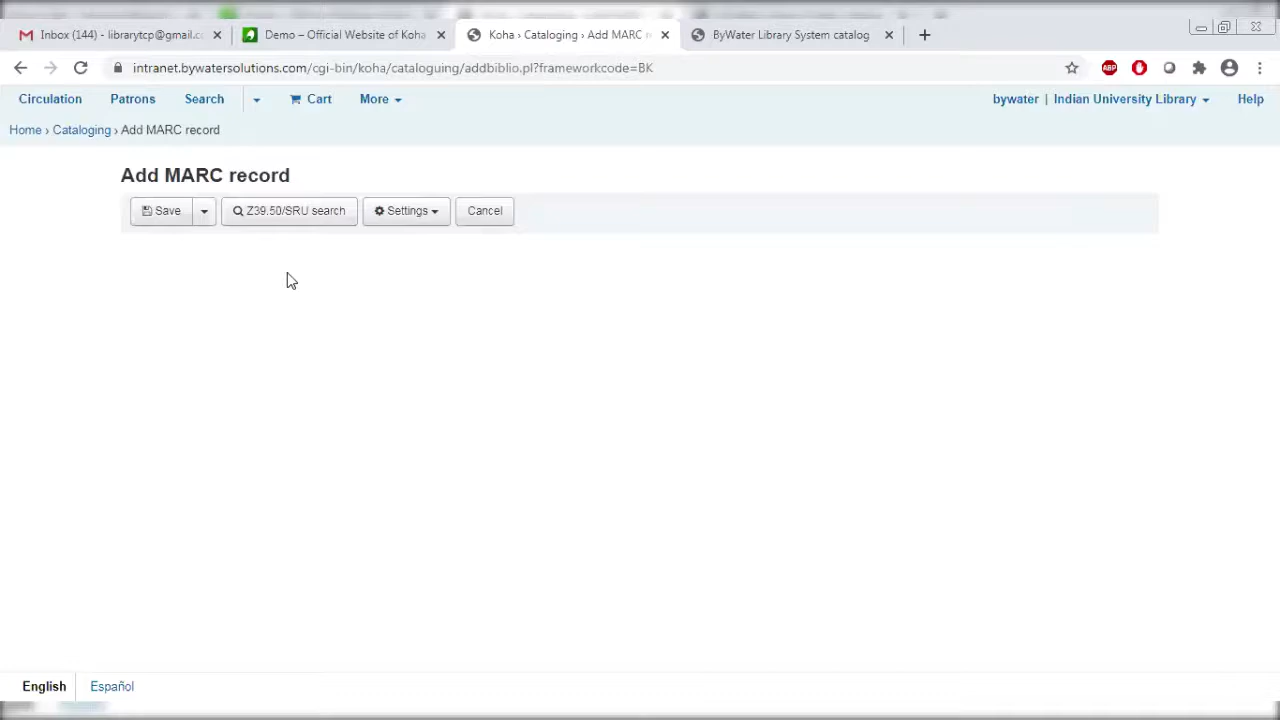 Inbox (144) - librarytcp@gmail.c
Demo – Official Website of Koha
Koha › Cataloging › Add MARC r
ByWater Library System catalog
intranet.bywatersolutions.com/cgi-bin/koha/cataloguing/addbiblio.pl?frameworkcode=BK
ABP
Circulation Patrons Search Cart More bywater | Indian University Library Help
Home › Cataloging › Add MARC record
Add MARC record
Save Z39.50/SRU search Settings Cancel
English Español